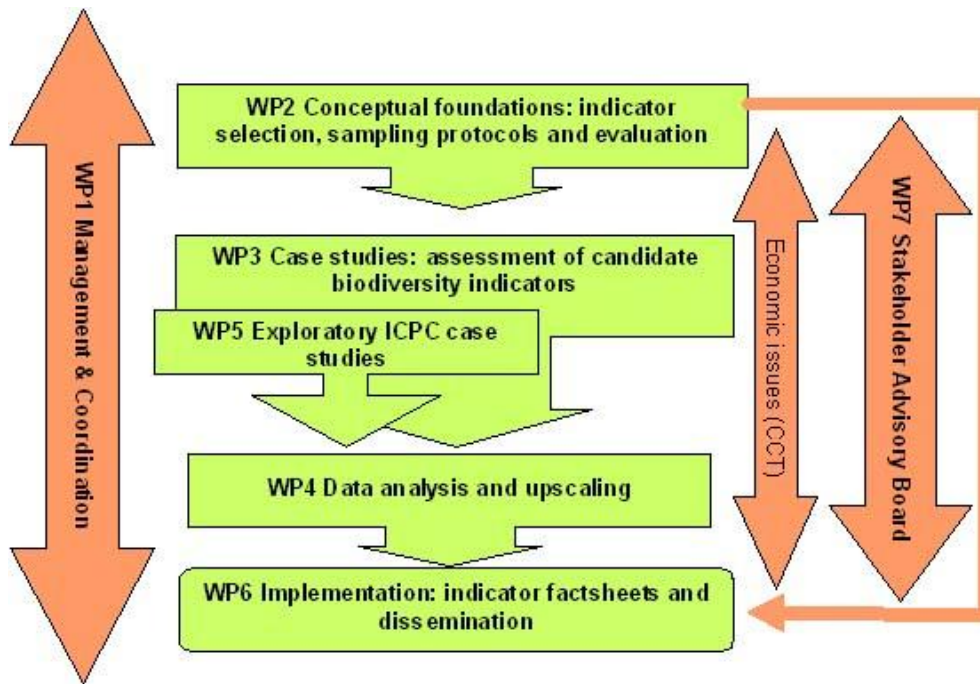 WP1 Management & Coordination
WP2 Conceptual foundations: indicator
selection, sampling protocols and evaluation
WP3 Case studies: assessment of candidate
biodiversity indicators
WP5 Exploratory ICPC case
studies
WP4 Data analysis and upscaling
WP6 Implementation: indicator factsheets and
dissemination
Economic issues (CCT)
WP7 Stakeholder Advisory Board